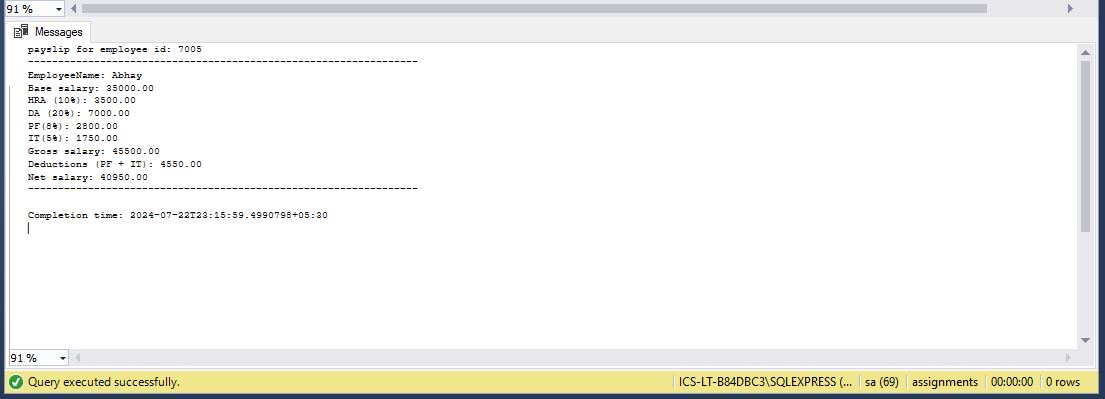 91 %
Messages
payslip for employee id: 7005
-----------------------------------------------------------------
EmployeeName: Abhay
Base salary: 35000.00
HRA (10%): 3500.00
DA (20%): 7000.00
PF(8%): 2800.00
IT(5%): 1750.00
Gross salary: 45500.00
Deductions (PF + IT): 4550.00
Net salary: 40950.00
-----------------------------------------------------------------
Completion time: 2024-07-22T23:15:59.4990798+05:30
91 %
Query executed successfully. ICS-LT-B84DBC3\SQLEXPRESS (... sa (69) assignments 00:00:00 0 rows